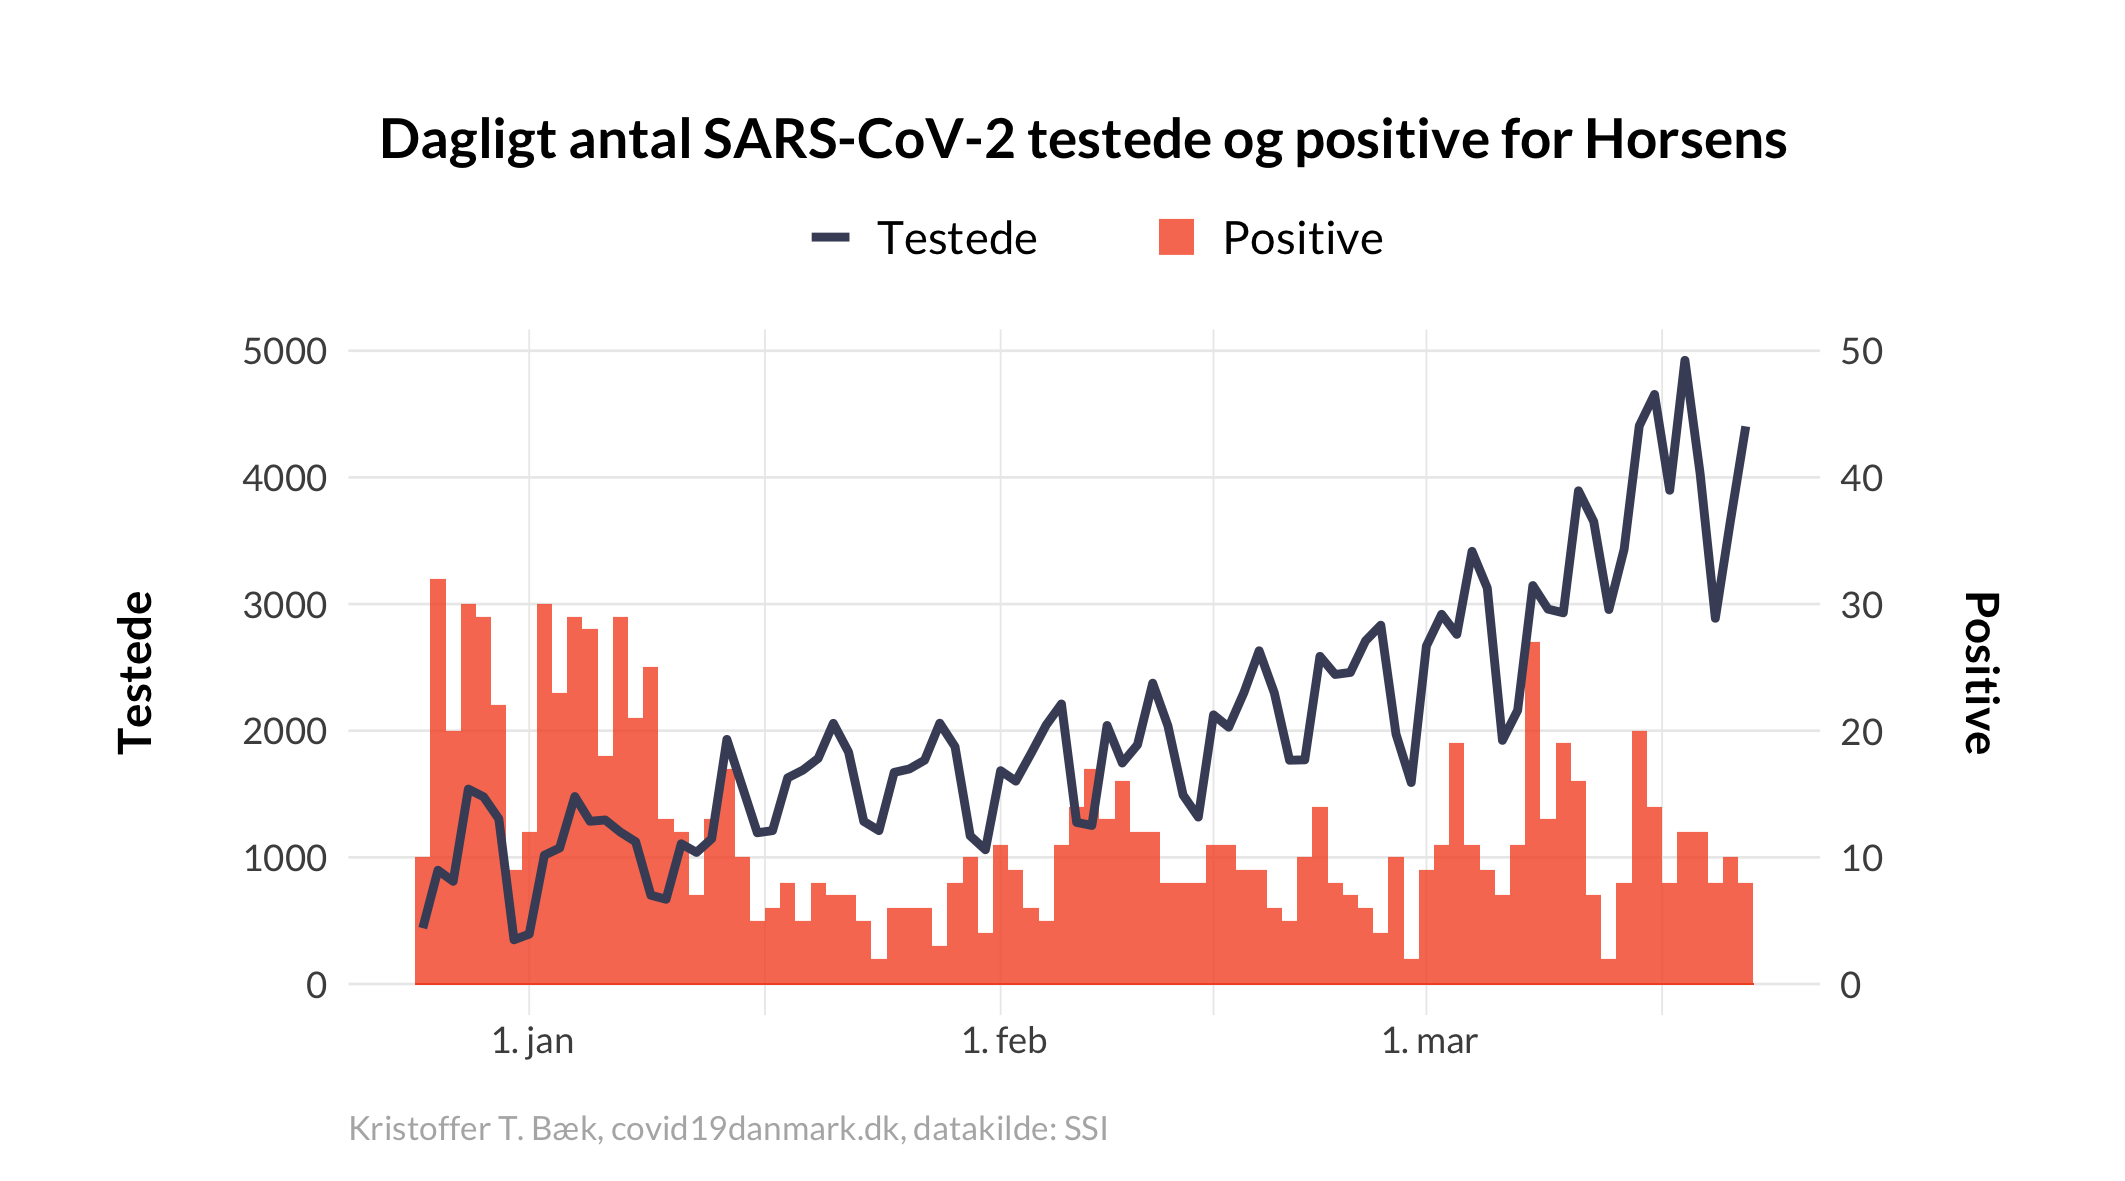 Dagligt antal SARS-CoV-2 testede og positive for Horsens
Testede Positive
5000 50
4000 40
3000 30
2000 20
1000 10
0 0
Testede
Positive
1. jan 1. feb 1. mar
Kristoffer T. Bæk, covid19danmark.dk, datakilde: SSI